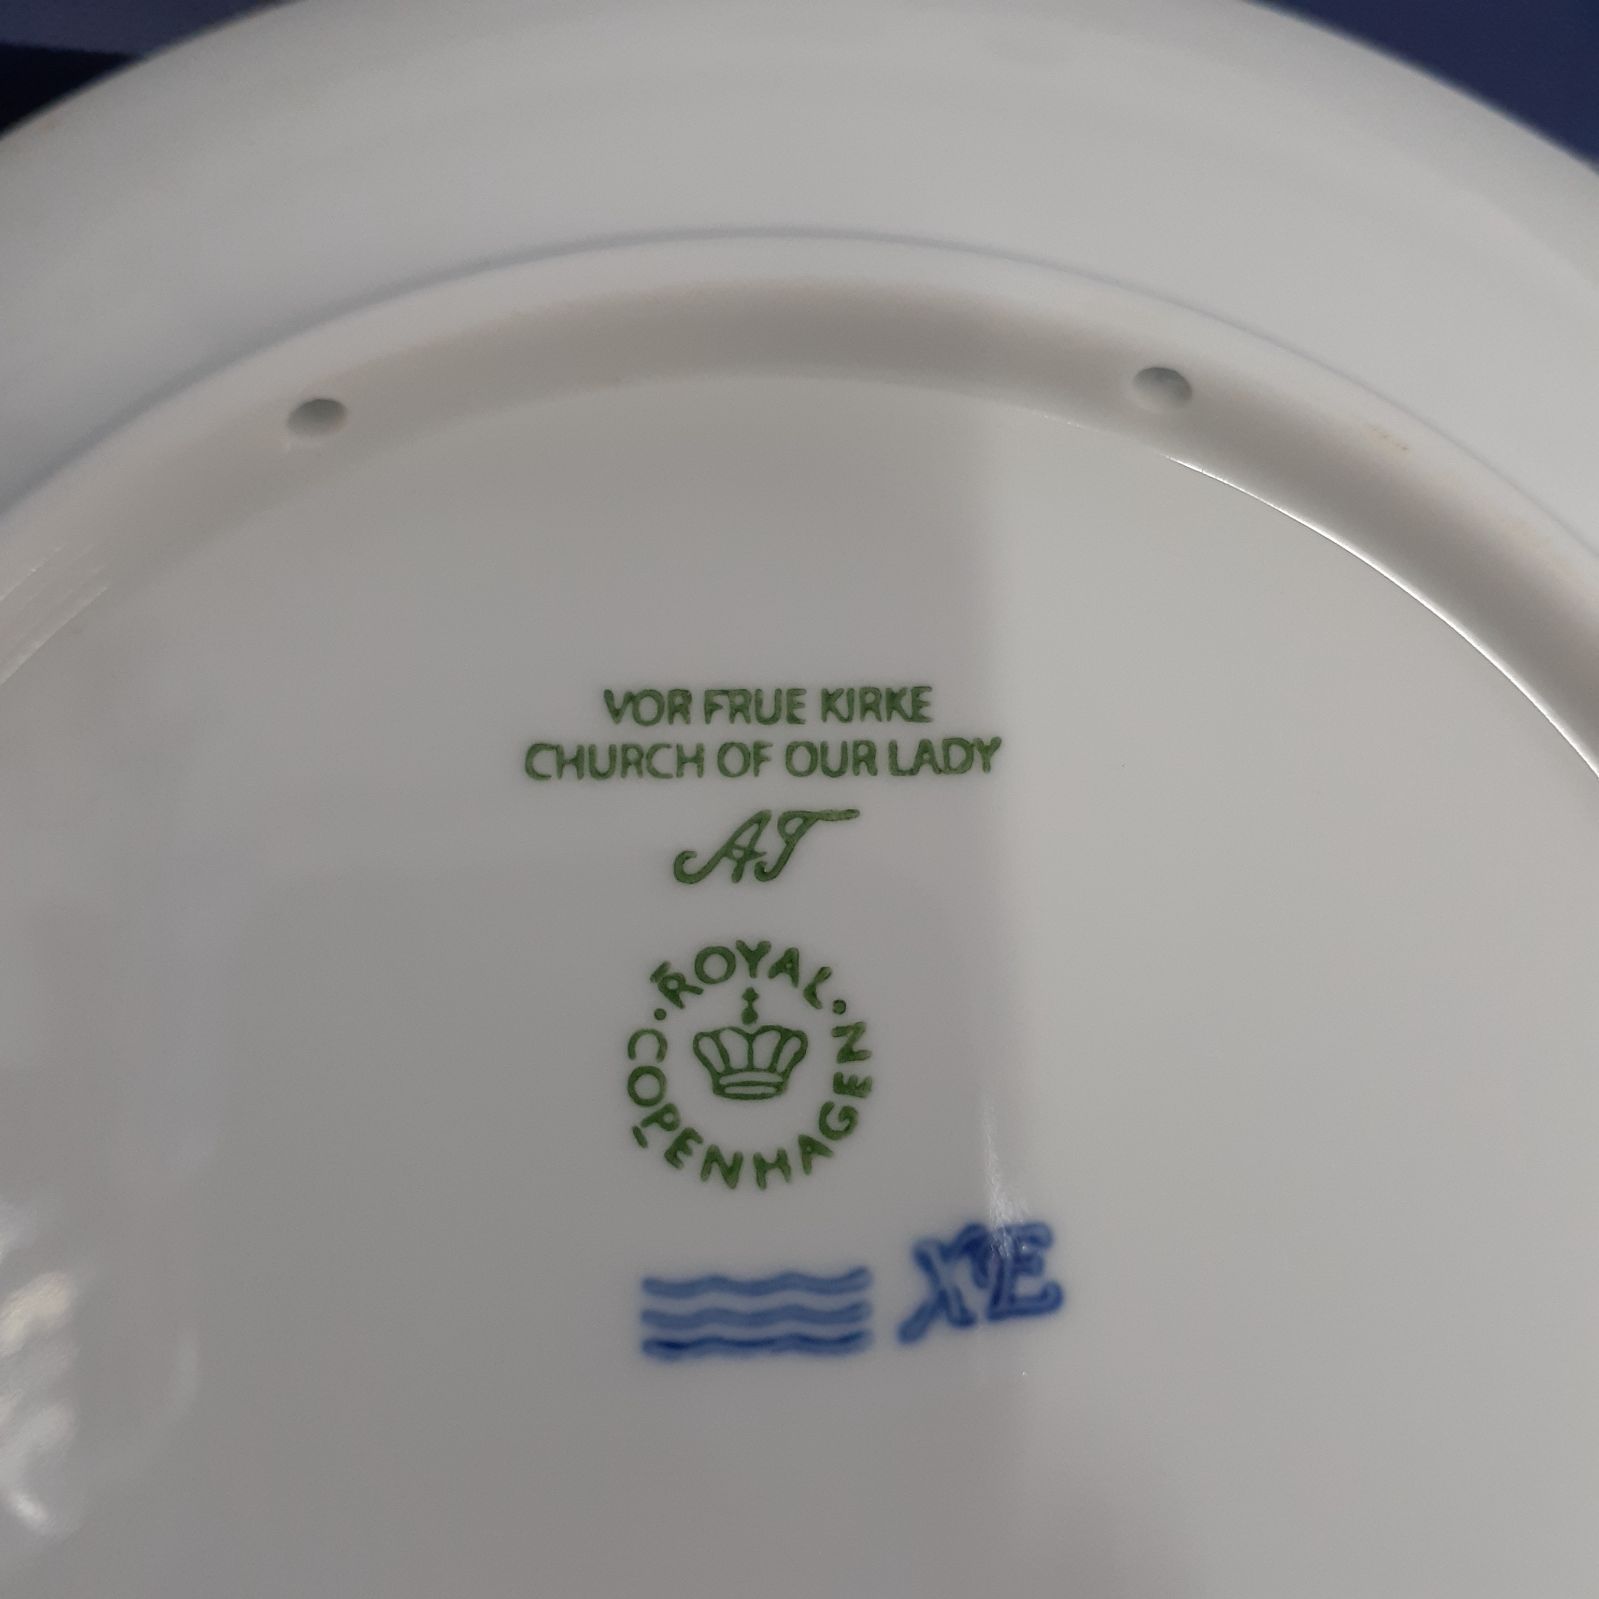 VOR FRUE KIRKE
CHURCH OF OUR LADY
AT
ROYAL
COPENHAGEN